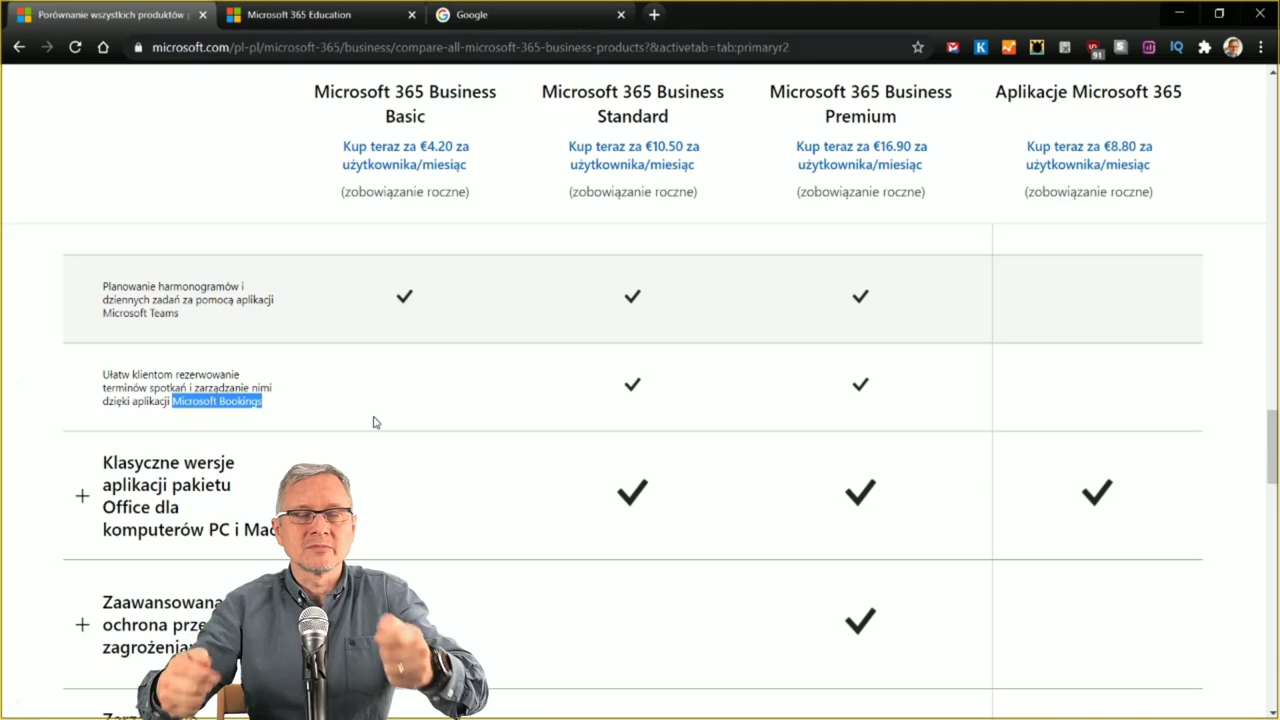 Porównanie wszystkich produktów
Microsoft 365 Education
Google
microsoft.com/pl-pl/microsoft-365/business/compare-all-microsoft-365-business-products?&activetab=tab:primaryr2
91
IQ
Microsoft 365 Business
Basic
Kup teraz za €4.20 za
użytkownika/miesiąc
(zobowiązanie roczne)
Microsoft 365 Business
Standard
Kup teraz za €10.50 za
użytkownika/miesiąc
(zobowiązanie roczne)
Microsoft 365 Business
Premium
Kup teraz za €16.90 za
użytkownika/miesiąc
(zobowiązanie roczne)
Aplikacje Microsoft 365
Kup teraz za €8.80 za
użytkownika/miesiąc
(zobowiązanie roczne)
Planowanie harmonogramów i
dziennych zadań za pomocą aplikacji
Microsoft Teams
Ułatw klientom rezerwowanie
terminów spotkań i zarządzanie nimi
dzięki aplikacji Microsoft Bookings
Klasyczne wersje
aplikacji pakietu
Office dla
komputerów PC i Mac
Zaawansowana
ochrona prze
zagrożenia